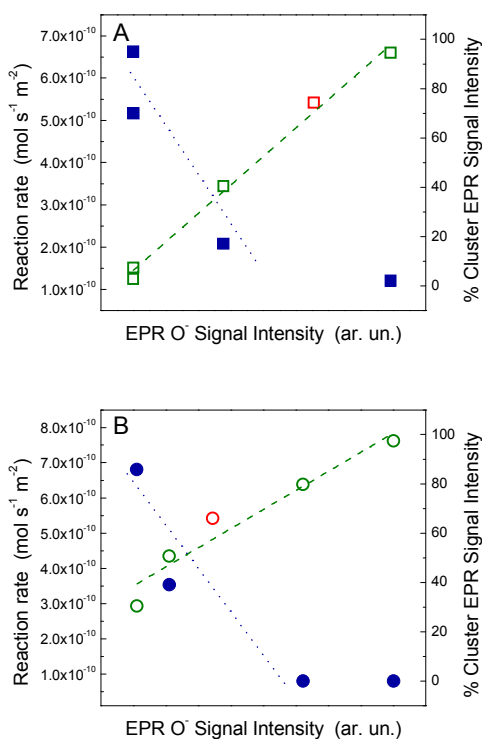 A
7.0x10⁻¹⁰
6.0x10⁻¹⁰
5.0x10⁻¹⁰
4.0x10⁻¹⁰
3.0x10⁻¹⁰
2.0x10⁻¹⁰
1.0x10⁻¹⁰
Reaction rate (mol s⁻¹ m⁻²)
100
80
60
40
20
0
% Cluster EPR Signal Intensity
EPR O⁻ Signal Intensity (ar. un.)
B
8.0x10⁻¹⁰
7.0x10⁻¹⁰
6.0x10⁻¹⁰
5.0x10⁻¹⁰
4.0x10⁻¹⁰
3.0x10⁻¹⁰
2.0x10⁻¹⁰
1.0x10⁻¹⁰
Reaction rate (mol s⁻¹ m⁻²)
100
80
60
40
20
0
% Cluster EPR Signal Intensity
EPR O⁻ Signal Intensity (ar. un.)